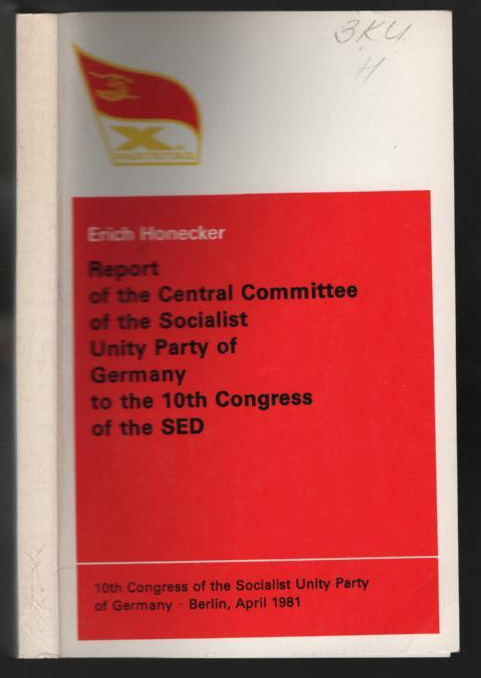 3KU
H
X.
PARTEITAG
Erich Honecker
Report
of the Central Committee
of the Socialist
Unity Party of
Germany
to the 10th Congress
of the SED
10th Congress of the Socialist Unity Party
of Germany · Berlin, April 1981